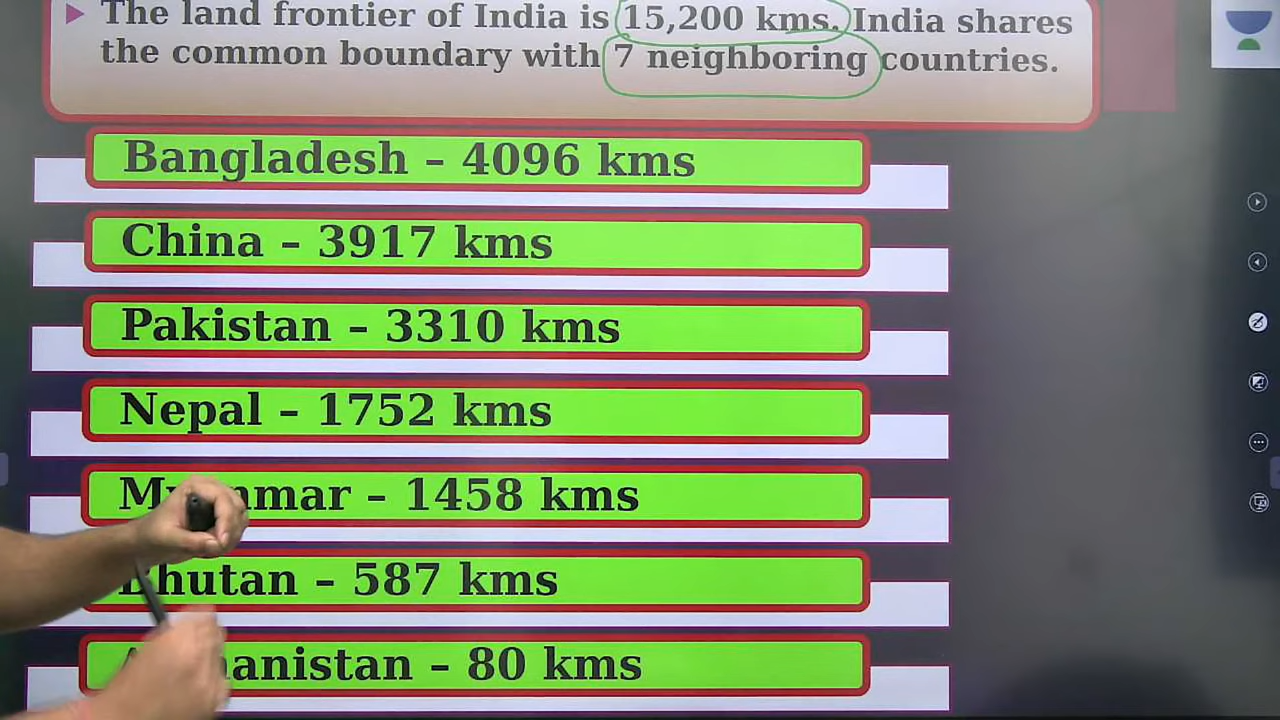 The land frontier of India is 15,200 kms. India shares
the common boundary with 7 neighboring countries.
Bangladesh – 4096 kms
China – 3917 kms
Pakistan – 3310 kms
Nepal – 1752 kms
– 1458 kms
Bhutan – 587 kms
– 80 kms